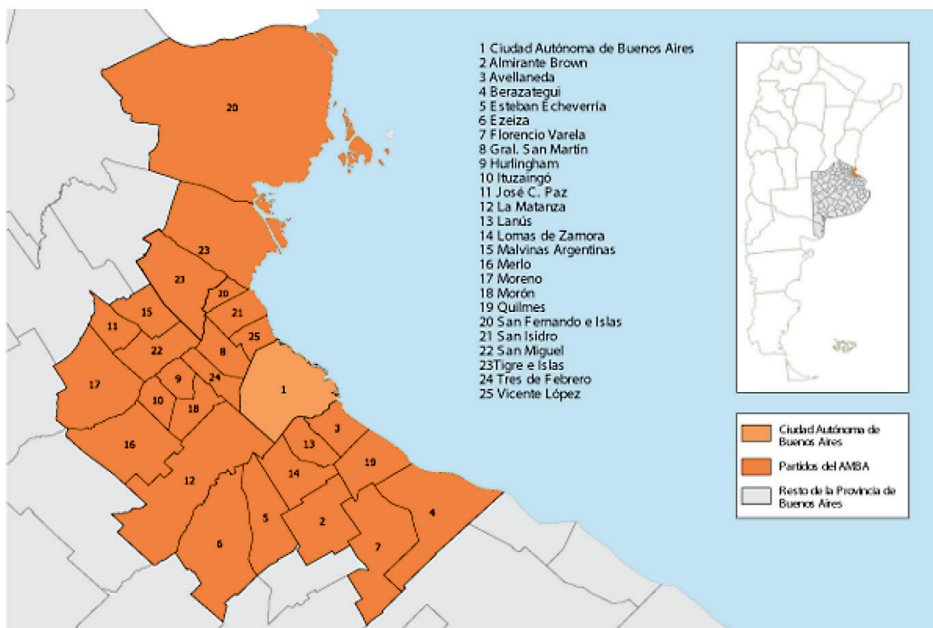 1 Ciudad Autónoma de Buenos Aires
2 Almirante Brown
3 Avellaneda
4 Berazategui
5 Esteban Echeverría
6 Ezeiza
7 Florencio Varela
8 Gral. San Martín
9 Hurlingham
10 Ituzaingó
11 José C. Paz
12 La Matanza
13 Lanús
14 Lomas de Zamora
15 Malvinas Argentinas
16 Merlo
17 Moreno
18 Morón
19 Quilmes
20 San Fernando e Islas
21 San Isidro
22 San Miguel
23Tigre e Islas
24 Tres de Febrero
25 Vicente López
20
23
23
20
21
15
11
25
22
8
9
24
17
1
10
18
3
16
13
19
14
12
4
5
2
6
7
Ciudad Autónoma de
Buenos Aires
Partidos del AMBA
Resto de la Provincia de
Buenos Aires